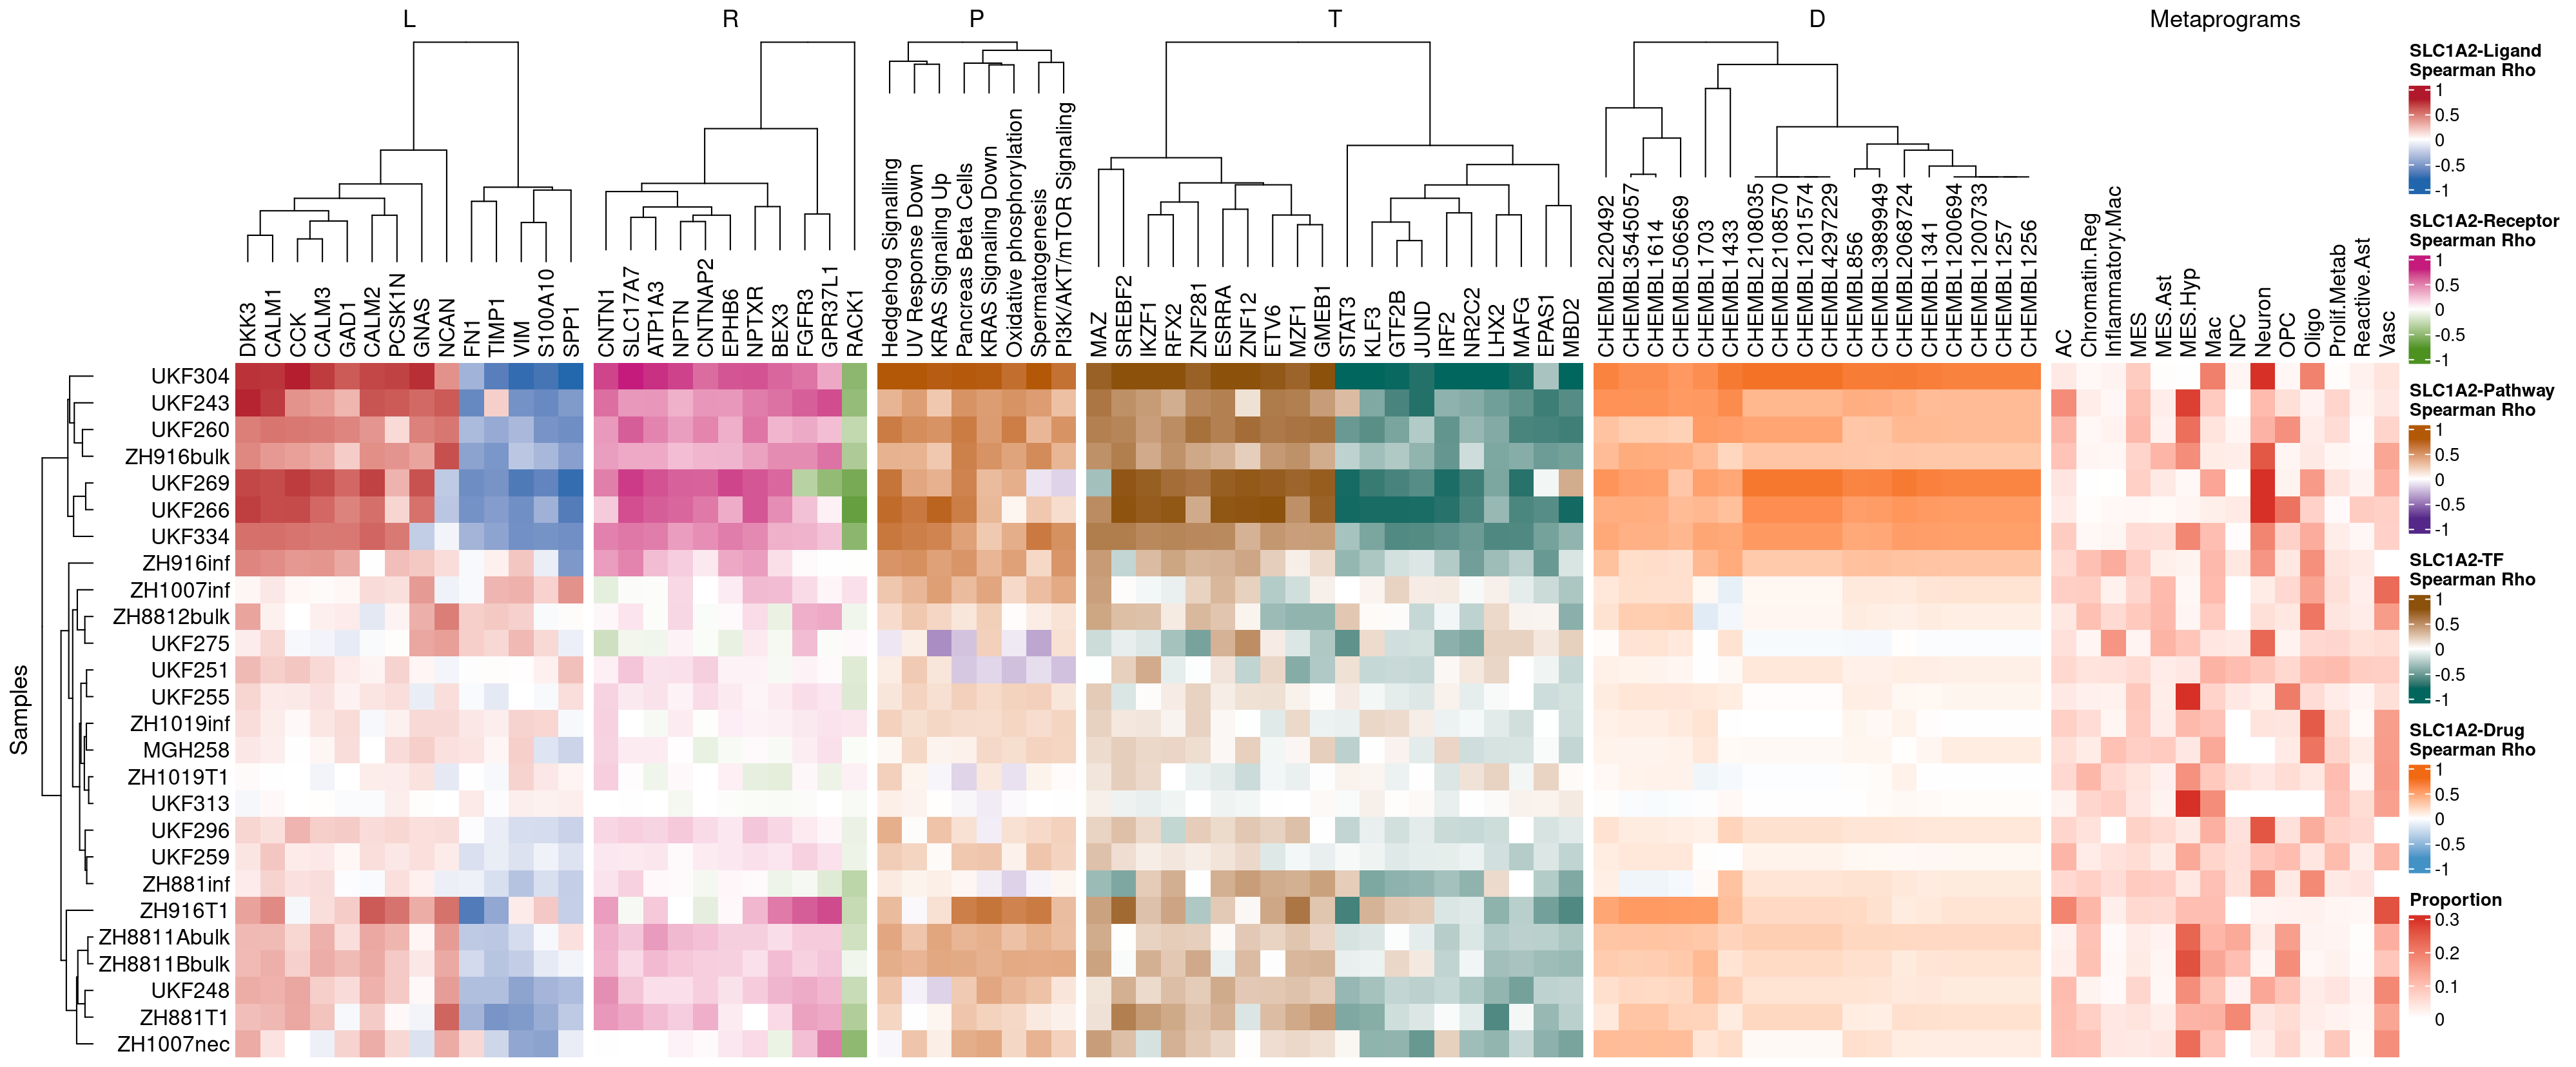 L
R
P
T
D
Metaprograms
DKK3
CALM1
CCK
CALM3
GAD1
CALM2
PCSK1N
GNAS
NCAN
FN1
TIMP1
VIM
S100A10
SPP1
CNTN1
SLC17A7
ATP1A3
NPTN
CNTNAP2
EPHB6
NPTXR
BEX3
FGFR3
GPR37L1
RACK1
Hedgehog Signalling
UV Response Down
KRAS Signaling Up
Pancreas Beta Cells
KRAS Signaling Down
Oxidative phosphorylation
Spermatogenesis
PI3K/AKT/mTOR Signaling
MAZ
SREBF2
IKZF1
RFX2
ZNF281
ESRRA
ZNF12
ETV6
MZF1
GMEB1
STAT3
KLF3
GTF2B
JUND
IRF2
NR2C2
LHX2
MAFG
EPAS1
MBD2
CHEMBL220492
CHEMBL3545057
CHEMBL1614
CHEMBL506569
CHEMBL1703
CHEMBL1433
CHEMBL2108035
CHEMBL2108570
CHEMBL1201574
CHEMBL4297229
CHEMBL856
CHEMBL3989949
CHEMBL2068724
CHEMBL1341
CHEMBL1200694
CHEMBL1200733
CHEMBL1257
CHEMBL1256
AC
Chromatin.Reg
Inflammatory.Mac
MES
MES.Ast
MES.Hyp
Mac
NPC
Neuron
OPC
Oligo
Prolif.Metab
Reactive.Ast
Vasc
Samples
UKF304
UKF243
UKF260
ZH916bulk
UKF269
UKF266
UKF334
ZH916inf
ZH1007inf
ZH8812bulk
UKF275
UKF251
UKF255
ZH1019inf
MGH258
ZH1019T1
UKF313
UKF296
UKF259
ZH881inf
ZH916T1
ZH8811Abulk
ZH8811Bbulk
UKF248
ZH881T1
ZH1007nec
SLC1A2-Ligand
Spearman Rho
1
0.5
0
-0.5
-1
SLC1A2-Receptor
Spearman Rho
1
0.5
0
-0.5
-1
SLC1A2-Pathway
Spearman Rho
1
0.5
0
-0.5
-1
SLC1A2-TF
Spearman Rho
1
0.5
0
-0.5
-1
SLC1A2-Drug
Spearman Rho
1
0.5
0
-0.5
-1
Proportion
0.3
0.2
0.1
0